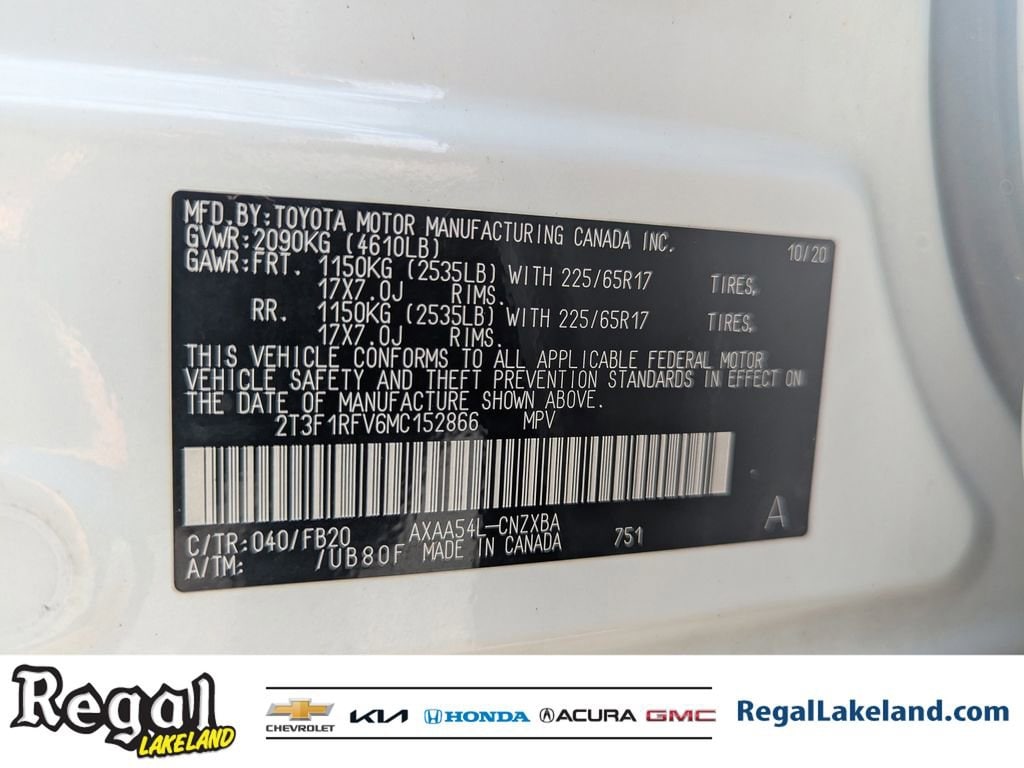 MFD.BY:TOYOTA MOTOR MANUFACTURING CANADA INC. 10/20
GVWR:2090KG (4610LB)
GAWR:FRT. 1150KG (2535LB) WITH 225/65R17 TIRES,
17X7.0J RIMS.
RR. 1150KG (2535LB) WITH 225/65R17 TIRES,
17X7.0J RIMS.
THIS VEHICLE CONFORMS TO ALL APPLICABLE FEDERAL MOTOR
VEHICLE SAFETY AND THEFT PREVENTION STANDARDS IN EFFECT ON
THE DATE OF MANUFACTURE SHOWN ABOVE.
2T3F1RFV6MC152866 MPV
C/TR:040/FB20 AXAA54L-CNZXBA 751 A
A/TM: /UB80F MADE IN CANADA
Regal
LAKELAND
CHEVROLET KIA HONDA ACURA GMC
RegalLakeland.com